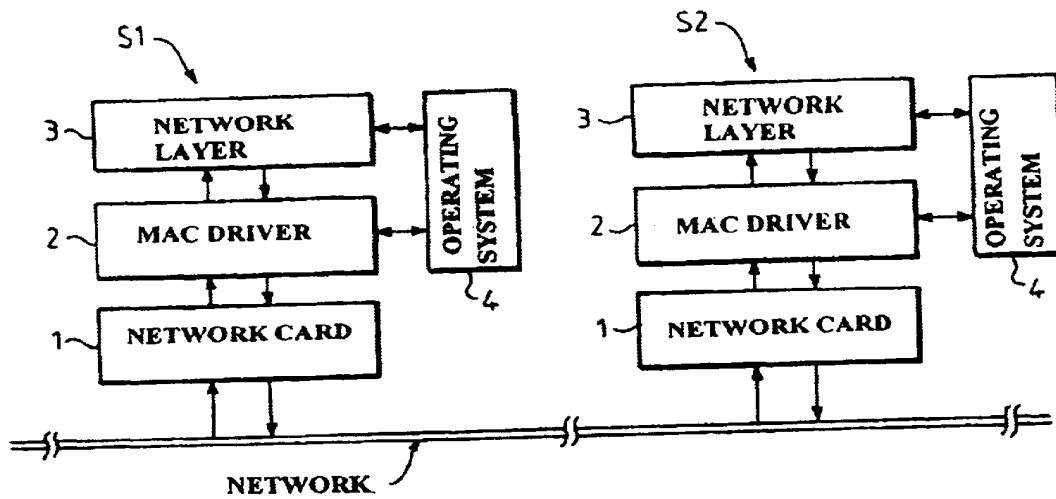 S1
3
NETWORK
LAYER
OPERATING
SYSTEM
2
MAC DRIVER
4
1
NETWORK CARD
S2
3
NETWORK
LAYER
OPERATING
SYSTEM
2
MAC DRIVER
4
1
NETWORK CARD
NETWORK